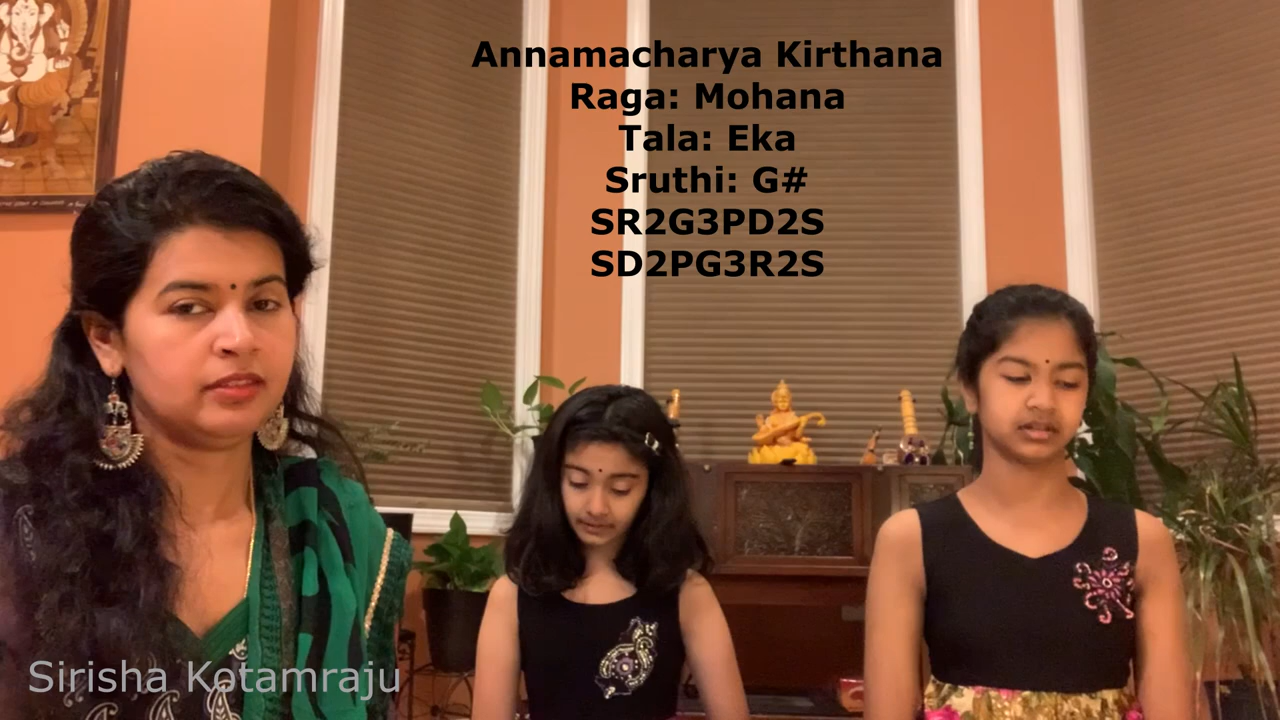 Annamacharya Kirthana
Raga: Mohana
Tala: Eka
Sruthi: G#
SR2G3PD2S
SD2PG3R2S
Sirisha Kotamraju